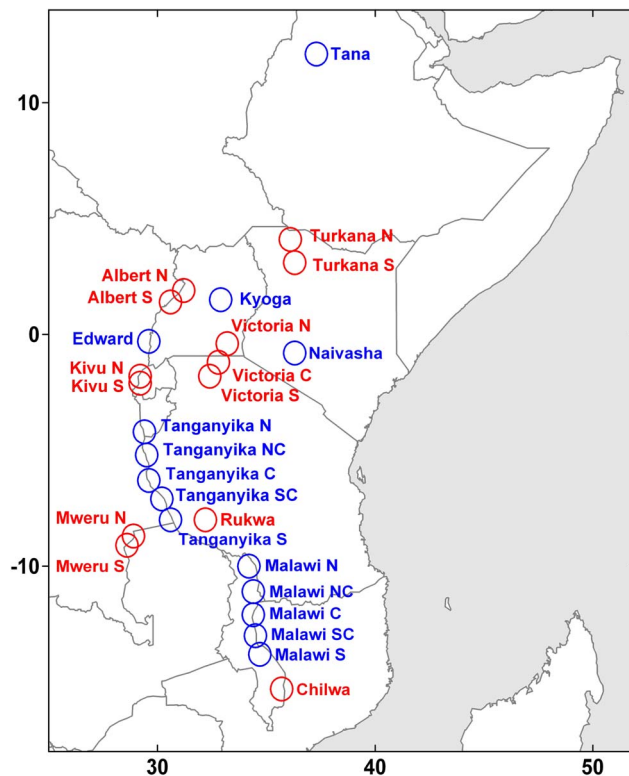 Tana
10
Turkana N
Turkana S
Albert N
Albert S
Kyoga
Victoria N
0
Edward
Naivasha
Kivu N
Victoria C
Kivu S
Victoria S
Tanganyika N
Tanganyika NC
Tanganyika C
Tanganyika SC
Mweru N
Rukwa
Tanganyika S
Mweru S
-10
Malawi N
Malawi NC
Malawi C
Malawi SC
Malawi S
Chilwa
30
40
50